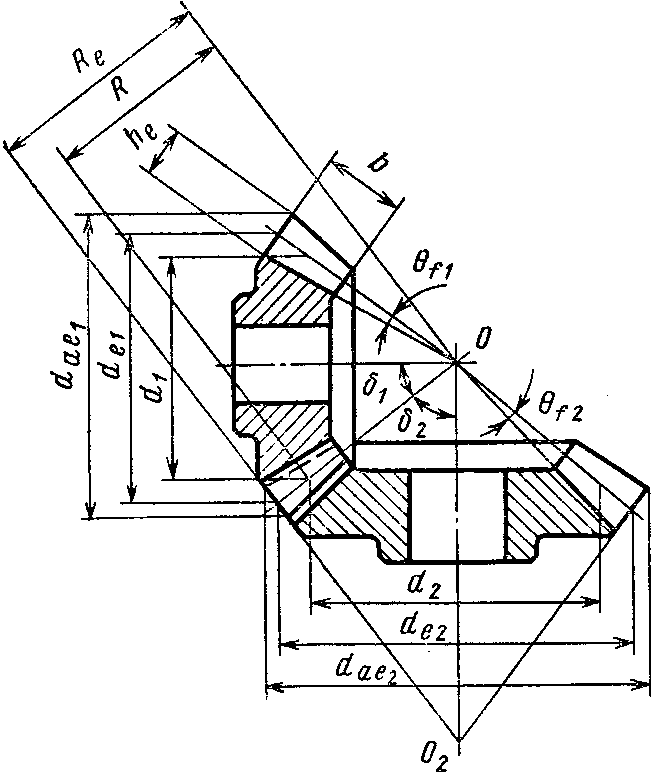 Re
R
he
b
θf1
dae1
de1
d1
O
δ1
δ2
θf2
d2
de2
dae2
O2